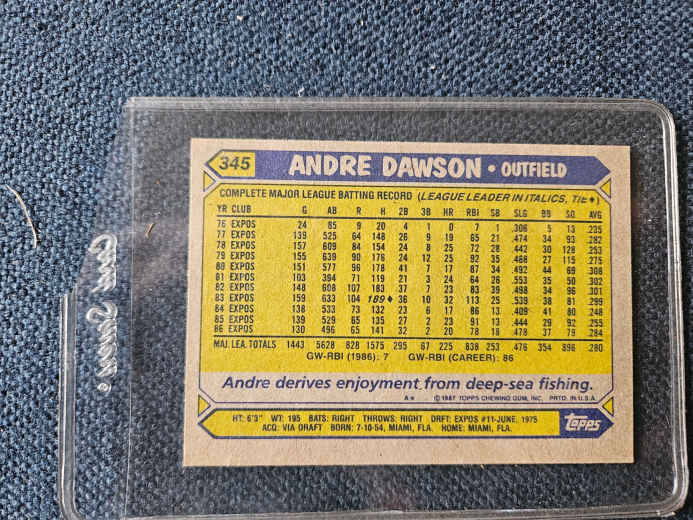 345 ANDRE DAWSON • OUTFIELD
COMPLETE MAJOR LEAGUE BATTING RECORD (LEAGUE LEADER IN ITALICS, TIE ♦)
YR CLUB G AB R H 2B 3B HR RBI SB SLG BB SO AVG
76 EXPOS 24 85 9 20 4 1 0 7 1 .306 5 13 .235
77 EXPOS 139 525 64 148 26 9 19 65 21 .474 34 93 .282
78 EXPOS 157 609 84 154 24 8 25 72 28 .442 30 128 .253
79 EXPOS 155 639 90 176 24 12 25 92 35 .468 27 115 .275
80 EXPOS 151 577 96 178 41 7 17 87 34 .492 44 69 .308
81 EXPOS 103 394 71 119 21 3 24 64 26 .553 35 50 .302
82 EXPOS 148 608 107 183 37 7 23 83 39 .498 34 96 .301
83 EXPOS 159 633 104 189 ♦ 36 10 32 113 25 .539 38 81 .299
84 EXPOS 138 533 73 132 23 6 17 86 13 .409 41 80 .248
85 EXPOS 139 529 65 135 27 2 23 91 13 .444 29 92 .255
86 EXPOS 130 496 65 141 32 2 20 78 18 .478 37 79 .284
MAJ. LEA. TOTALS 1443 5628 828 1575 295 67 225 838 253 .476 354 896 .280
GW-RBI (1986): 7 GW-RBI (CAREER): 86
Andre derives enjoyment from deep-sea fishing.
© 1987 TOPPS CHEWING GUM, INC. PRTD. IN U.S.A.
HT: 6'3" WT: 195 BATS: RIGHT THROWS: RIGHT DRFT: EXPOS #11-JUNE, 1975
ACQ: VIA DRAFT BORN: 7-10-54, MIAMI, FLA. HOME: MIAMI, FLA.
Topps